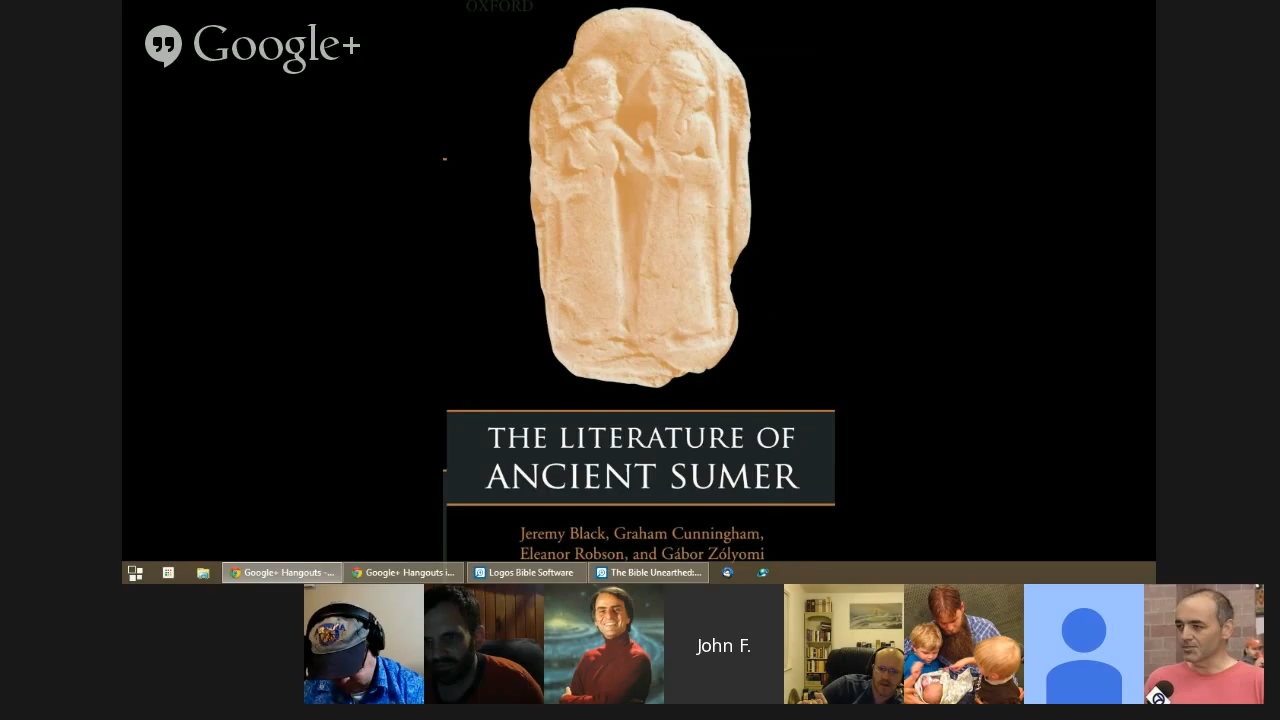 OXFORD
Google+
THE LITERATURE OF
ANCIENT SUMER
Jeremy Black, Graham Cunningham,
Eleanor Robson, and Gábor Zólyomi
Google+ Hangouts -...
Google+ Hangouts i...
Logos Bible Software
The Bible Unearthed:...
John F.